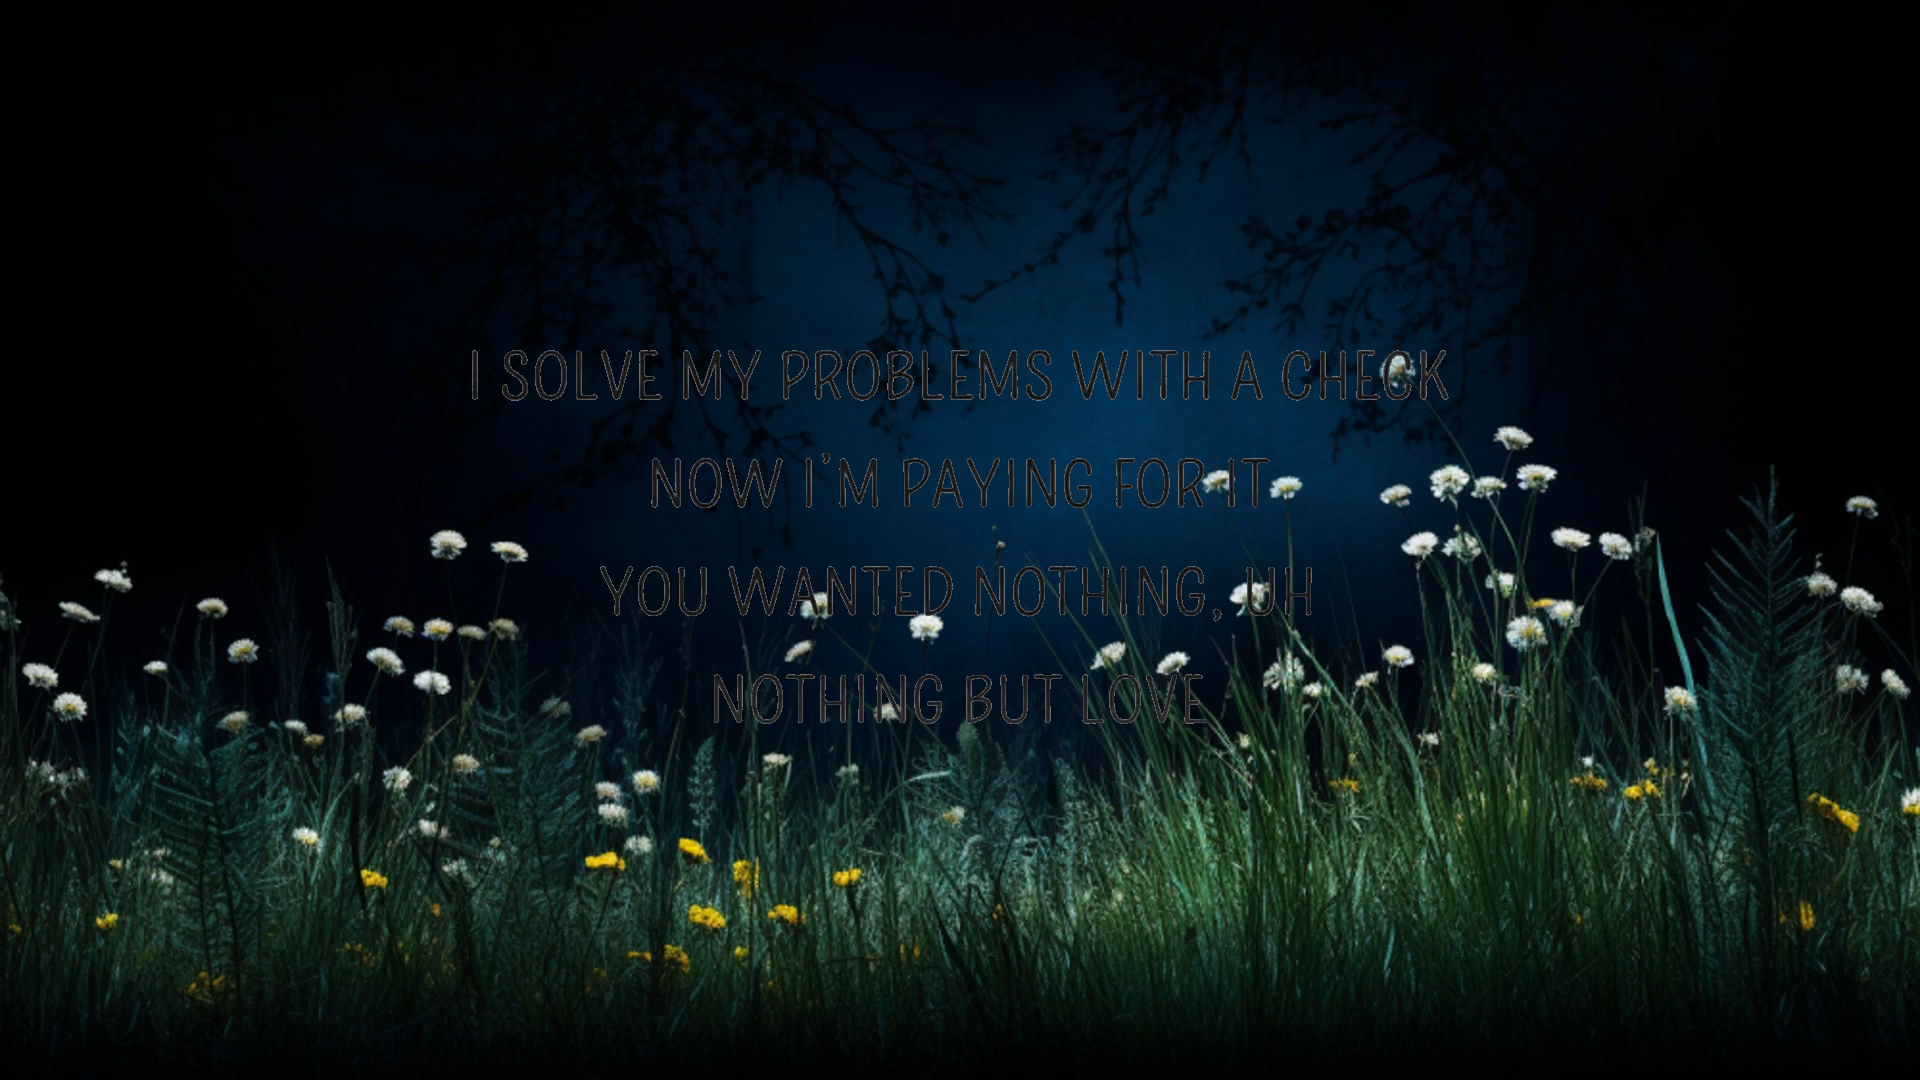 I SOLVE MY PROBLEMS WITH A CHECK
NOW I'M PAYING FOR IT
YOU WANTED NOTHING, UH
NOTHING BUT LOVE